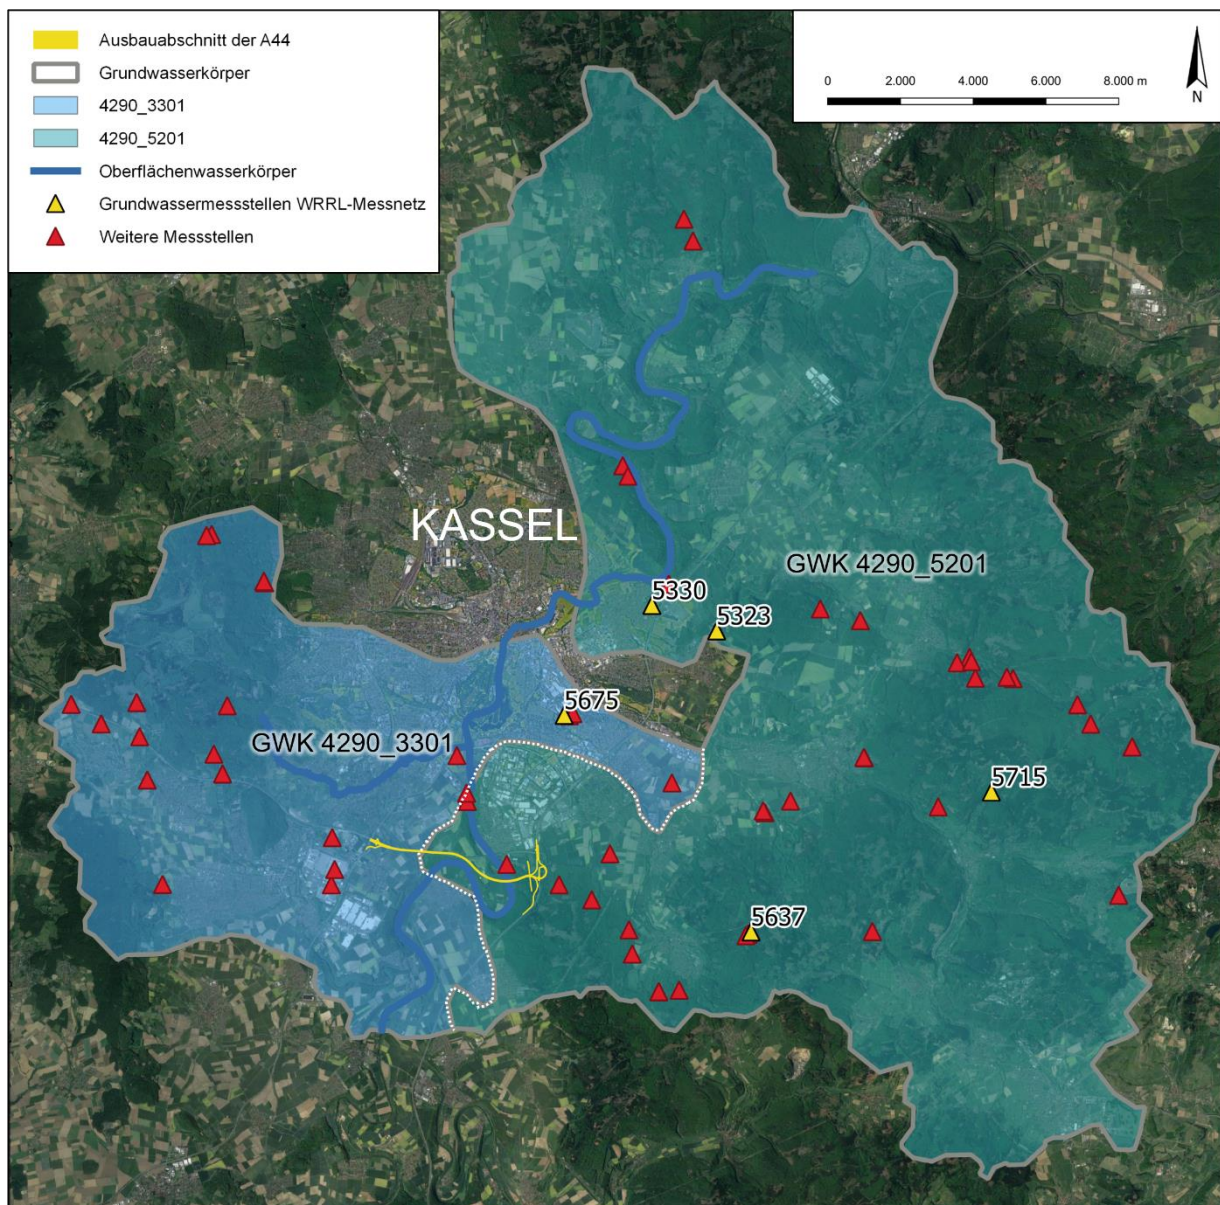 Ausbauabschnitt der A44
Grundwasserkörper
4290_3301
4290_5201
Oberflächenwasserkörper
Grundwassermessstellen WRRL-Messnetz
Weitere Messstellen
0 2.000 4.000 6.000 8.000 m
N
KASSEL
GWK 4290_5201
5330
5323
5675
GWK 4290_3301
5715
5637